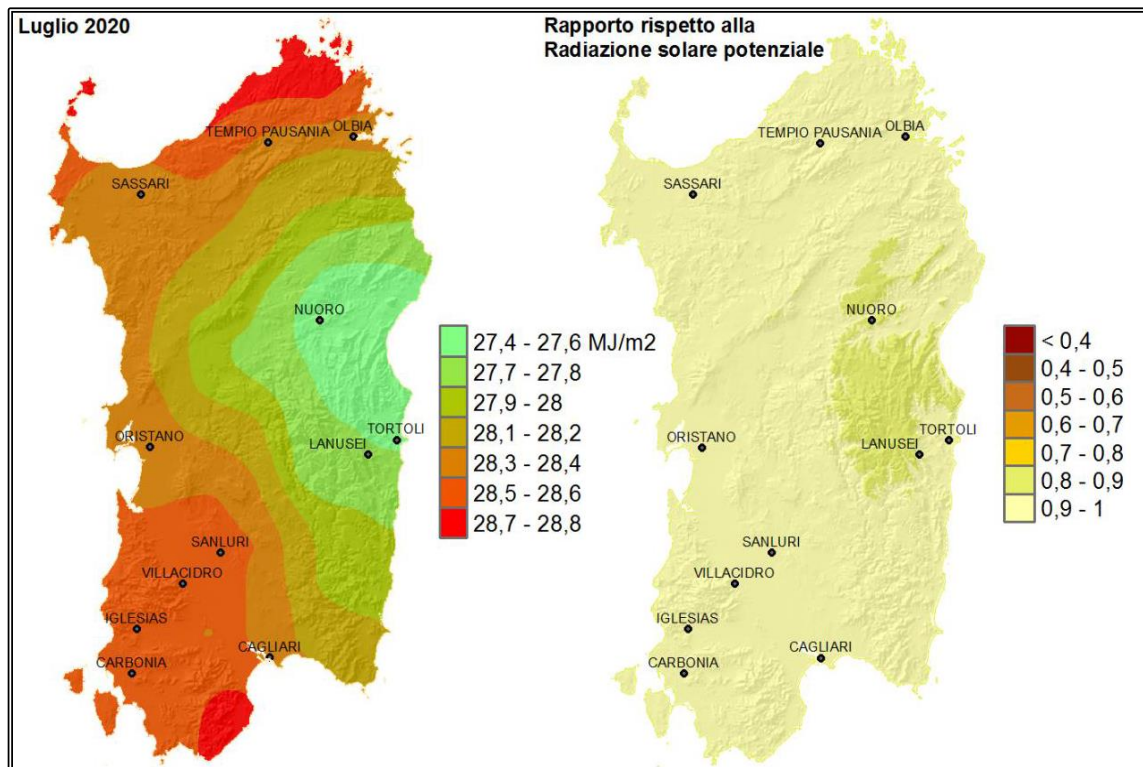 Luglio 2020
TEMPIO PAUSANIA
OLBIA
SASSARI
NUORO
ORISTANO
TORTOLI
LANUSEI
SANLURI
VILLACIDRO
IGLESIAS
CAGLIARI
CARBONIA
27,4 - 27,6 MJ/m2
27,7 - 27,8
27,9 - 28
28,1 - 28,2
28,3 - 28,4
28,5 - 28,6
28,7 - 28,8
Rapporto rispetto alla
Radiazione solare potenziale
TEMPIO PAUSANIA
OLBIA
SASSARI
NUORO
ORISTANO
TORTOLI
LANUSEI
SANLURI
VILLACIDRO
IGLESIAS
CAGLIARI
CARBONIA
< 0,4
0,4 - 0,5
0,5 - 0,6
0,6 - 0,7
0,7 - 0,8
0,8 - 0,9
0,9 - 1